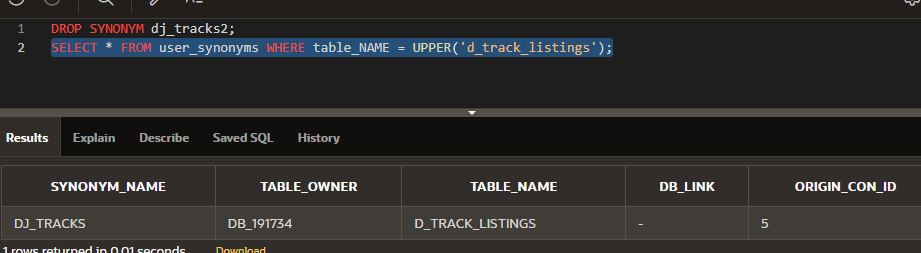 1 DROP SYNONYM dj_tracks2;
2 SELECT * FROM user_synonyms WHERE table_NAME = UPPER('d_track_listings');
Results Explain Describe Saved SQL History
SYNONYM_NAME TABLE_OWNER TABLE_NAME DB_LINK ORIGIN_CON_ID
DJ_TRACKS DB_191734 D_TRACK_LISTINGS - 5
1 rows returned in 0.01 seconds Download